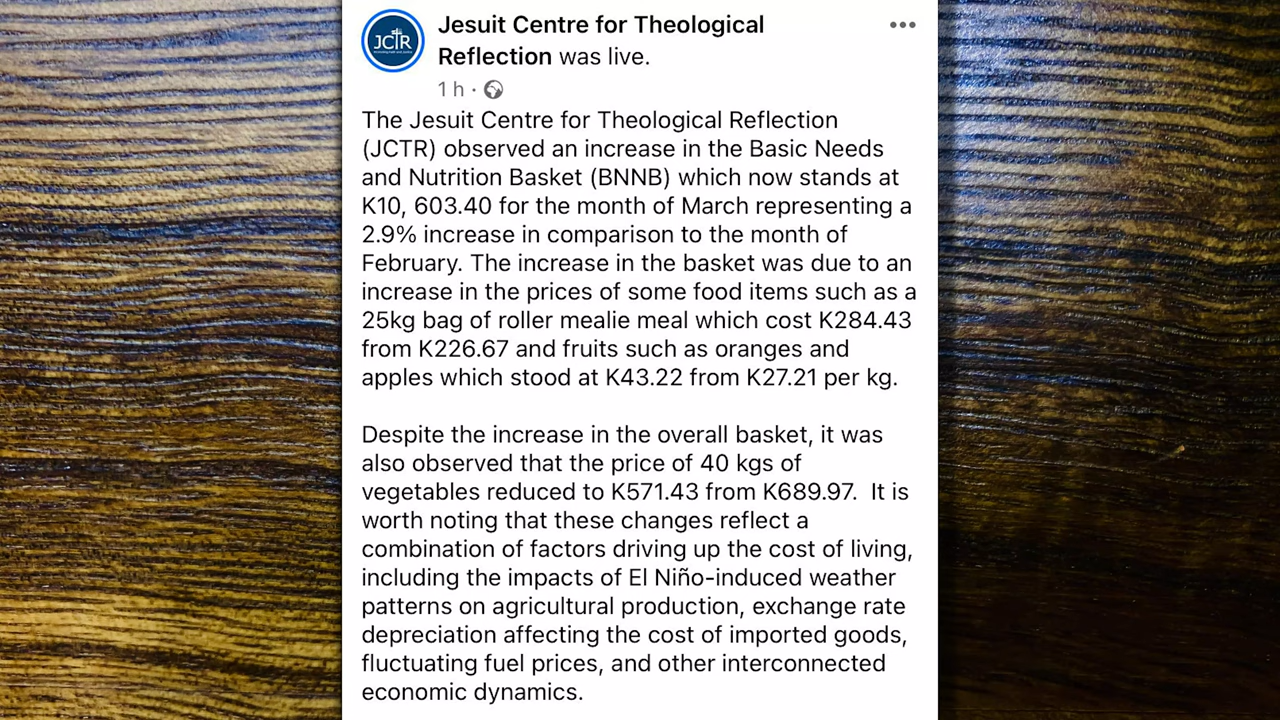 JCTR
Jesuit Centre for Theological
Reflection was live.
1 h ·
The Jesuit Centre for Theological Reflection
(JCTR) observed an increase in the Basic Needs
and Nutrition Basket (BNNB) which now stands at
K10, 603.40 for the month of March representing a
2.9% increase in comparison to the month of
February. The increase in the basket was due to an
increase in the prices of some food items such as a
25kg bag of roller mealie meal which cost K284.43
from K226.67 and fruits such as oranges and
apples which stood at K43.22 from K27.21 per kg.
Despite the increase in the overall basket, it was
also observed that the price of 40 kgs of
vegetables reduced to K571.43 from K689.97.  It is
worth noting that these changes reflect a
combination of factors driving up the cost of living,
including the impacts of El Niño-induced weather
patterns on agricultural production, exchange rate
depreciation affecting the cost of imported goods,
fluctuating fuel prices, and other interconnected
economic dynamics.